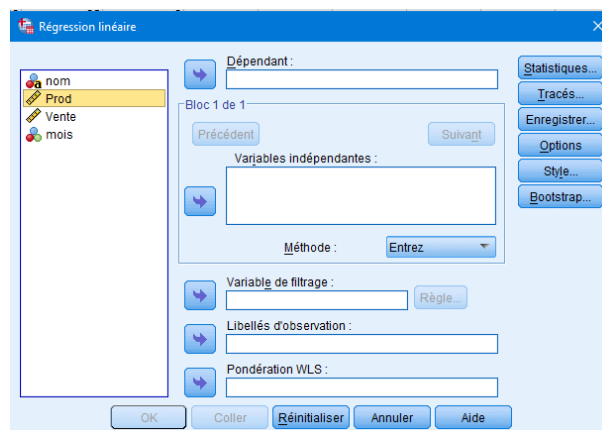 Régression linéaire
nom
Prod
Vente
mois
Dépendant :
Bloc 1 de 1
Précédent
Suivant
Variables indépendantes :
Méthode :
Entrez
Variable de filtrage :
Règle...
Libellés d'observation :
Pondération WLS :
Statistiques...
Tracés...
Enregistrer...
Options
Style...
Bootstrap...
OK
Coller
Réinitialiser
Annuler
Aide